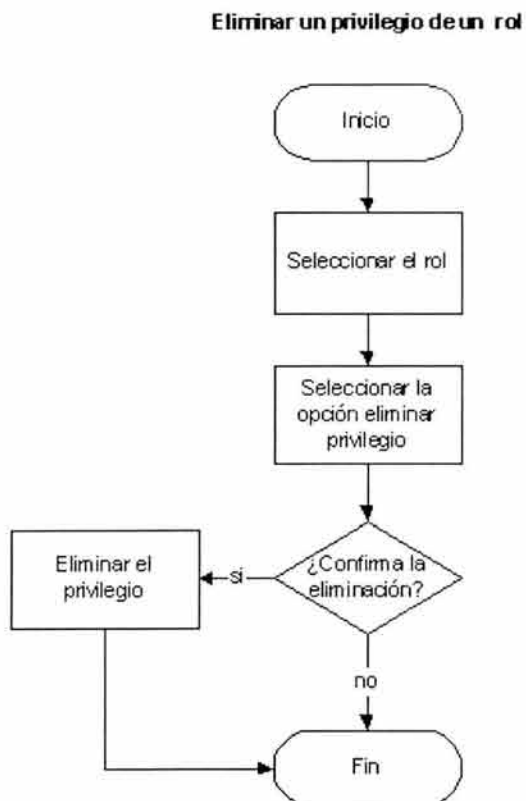 Eliminar un privilegio de un rol
Inicio
Seleccionar el rol
Seleccionar la
opción eliminar
privilegio
¿Confirma la
eliminación?
si
Eliminar el
privilegio
no
Fin